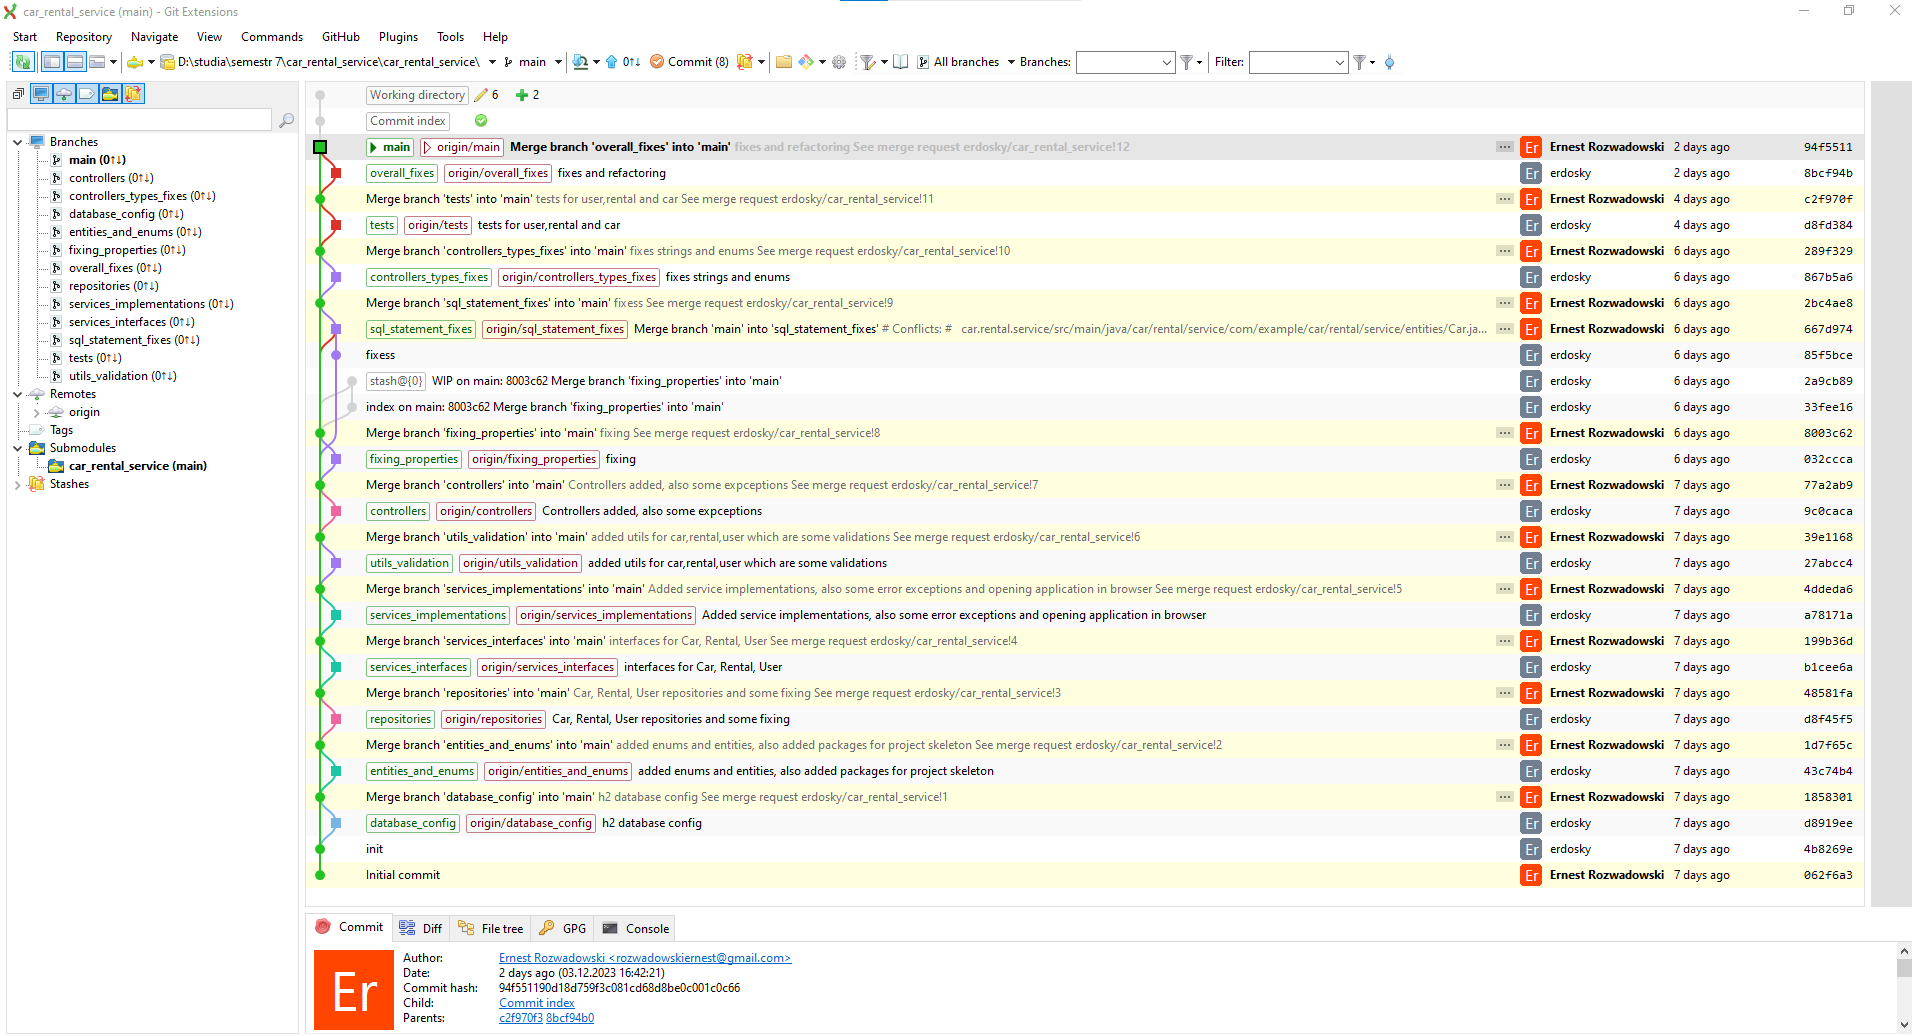 car_rental_service (main) - Git Extensions
Start Repository Navigate View Commands GitHub Plugins Tools Help
D:\studia\semestr 7\car_rental_service\car_rental_service\ main 0↑↓ Commit (8) All branches Branches: Filter:
Branches
main (0↑↓)
controllers (0↑↓)
controllers_types_fixes (0↑↓)
database_config (0↑↓)
entities_and_enums (0↑↓)
fixing_properties (0↑↓)
overall_fixes (0↑↓)
repositories (0↑↓)
services_implementations (0↑↓)
services_interfaces (0↑↓)
sql_statement_fixes (0↑↓)
tests (0↑↓)
utils_validation (0↑↓)
Remotes
origin
Tags
Submodules
car_rental_service (main)
Stashes
Working directory 6 2
Commit index
main origin/main Merge branch 'overall_fixes' into 'main' fixes and refactoring See merge request erdosky/car_rental_service!12 ... Er Ernest Rozwadowski 2 days ago 94f5511
overall_fixes origin/overall_fixes fixes and refactoring Er erdosky 2 days ago 8bcf94b
Merge branch 'tests' into 'main' tests for user,rental and car See merge request erdosky/car_rental_service!11 ... Er Ernest Rozwadowski 4 days ago c2f970f
tests origin/tests tests for user,rental and car Er erdosky 4 days ago d8fd384
Merge branch 'controllers_types_fixes' into 'main' fixes strings and enums See merge request erdosky/car_rental_service!10 ... Er Ernest Rozwadowski 6 days ago 289f329
controllers_types_fixes origin/controllers_types_fixes fixes strings and enums Er erdosky 6 days ago 867b5a6
Merge branch 'sql_statement_fixes' into 'main' fixess See merge request erdosky/car_rental_service!9 ... Er Ernest Rozwadowski 6 days ago 2bc4ae8
sql_statement_fixes origin/sql_statement_fixes Merge branch 'main' into 'sql_statement_fixes' # Conflicts: # car.rental.service/src/main/java/car/rental/service/com/example/car/rental/service/entities/Car.ja... ... Er erdosky 6 days ago 667d974
fixess Er erdosky 6 days ago 85f5bce
stash@{0} WIP on main: 8003c62 Merge branch 'fixing_properties' into 'main' Er erdosky 6 days ago 2a9cb89
index on main: 8003c62 Merge branch 'fixing_properties' into 'main' Er erdosky 6 days ago 33fee16
Merge branch 'fixing_properties' into 'main' fixing See merge request erdosky/car_rental_service!8 ... Er Ernest Rozwadowski 6 days ago 8003c62
fixing_properties origin/fixing_properties fixing Er erdosky 6 days ago 032ccca
Merge branch 'controllers' into 'main' Controllers added, also some expceptions See merge request erdosky/car_rental_service!7 ... Er Ernest Rozwadowski 7 days ago 77a2ab9
controllers origin/controllers Controllers added, also some expceptions Er erdosky 7 days ago 9c0caca
Merge branch 'utils_validation' into 'main' added utils for car,rental,user which are some validations See merge request erdosky/car_rental_service!6 ... Er Ernest Rozwadowski 7 days ago 39e1168
utils_validation origin/utils_validation added utils for car,rental,user which are some validations Er erdosky 7 days ago 27abcc4
Merge branch 'services_implementations' into 'main' Added service implementations, also some error exceptions and opening application in browser See merge request erdosky/car_rental_service!5 ... Er Ernest Rozwadowski 7 days ago 4ddeda6
services_implementations origin/services_implementations Added service implementations, also some error exceptions and opening application in browser Er erdosky 7 days ago a78171a
Merge branch 'services_interfaces' into 'main' interfaces for Car, Rental, User See merge request erdosky/car_rental_service!4 ... Er Ernest Rozwadowski 7 days ago 199b36d
services_interfaces origin/services_interfaces interfaces for Car, Rental, User Er erdosky 7 days ago b1cee6a
Merge branch 'repositories' into 'main' Car, Rental, User repositories and some fixing See merge request erdosky/car_rental_service!3 ... Er Ernest Rozwadowski 7 days ago 48581fa
repositories origin/repositories Car, Rental, User repositories and some fixing Er erdosky 7 days ago d8f45f5
Merge branch 'entities_and_enums' into 'main' added enums and entities, also added packages for project skeleton See merge request erdosky/car_rental_service!2 ... Er Ernest Rozwadowski 7 days ago 1d7f65c
entities_and_enums origin/entities_and_enums added enums and entities, also added packages for project skeleton Er erdosky 7 days ago 43c74b4
Merge branch 'database_config' into 'main' h2 database config See merge request erdosky/car_rental_service!1 ... Er Ernest Rozwadowski 7 days ago 1858301
database_config origin/database_config h2 database config Er erdosky 7 days ago d8919ee
init Er erdosky 7 days ago 4b8269e
Initial commit Er Ernest Rozwadowski 7 days ago 062f6a3
Commit Diff File tree GPG Console
Er
Author: Ernest Rozwadowski <rozwadowskiernest@gmail.com>
Date: 2 days ago (03.12.2023 16:42:21)
Commit hash: 94f551190d18d759f3c081cd68d8be0c001c0c66
Child: Commit index
Parents: c2f970f3 8bcf94b0